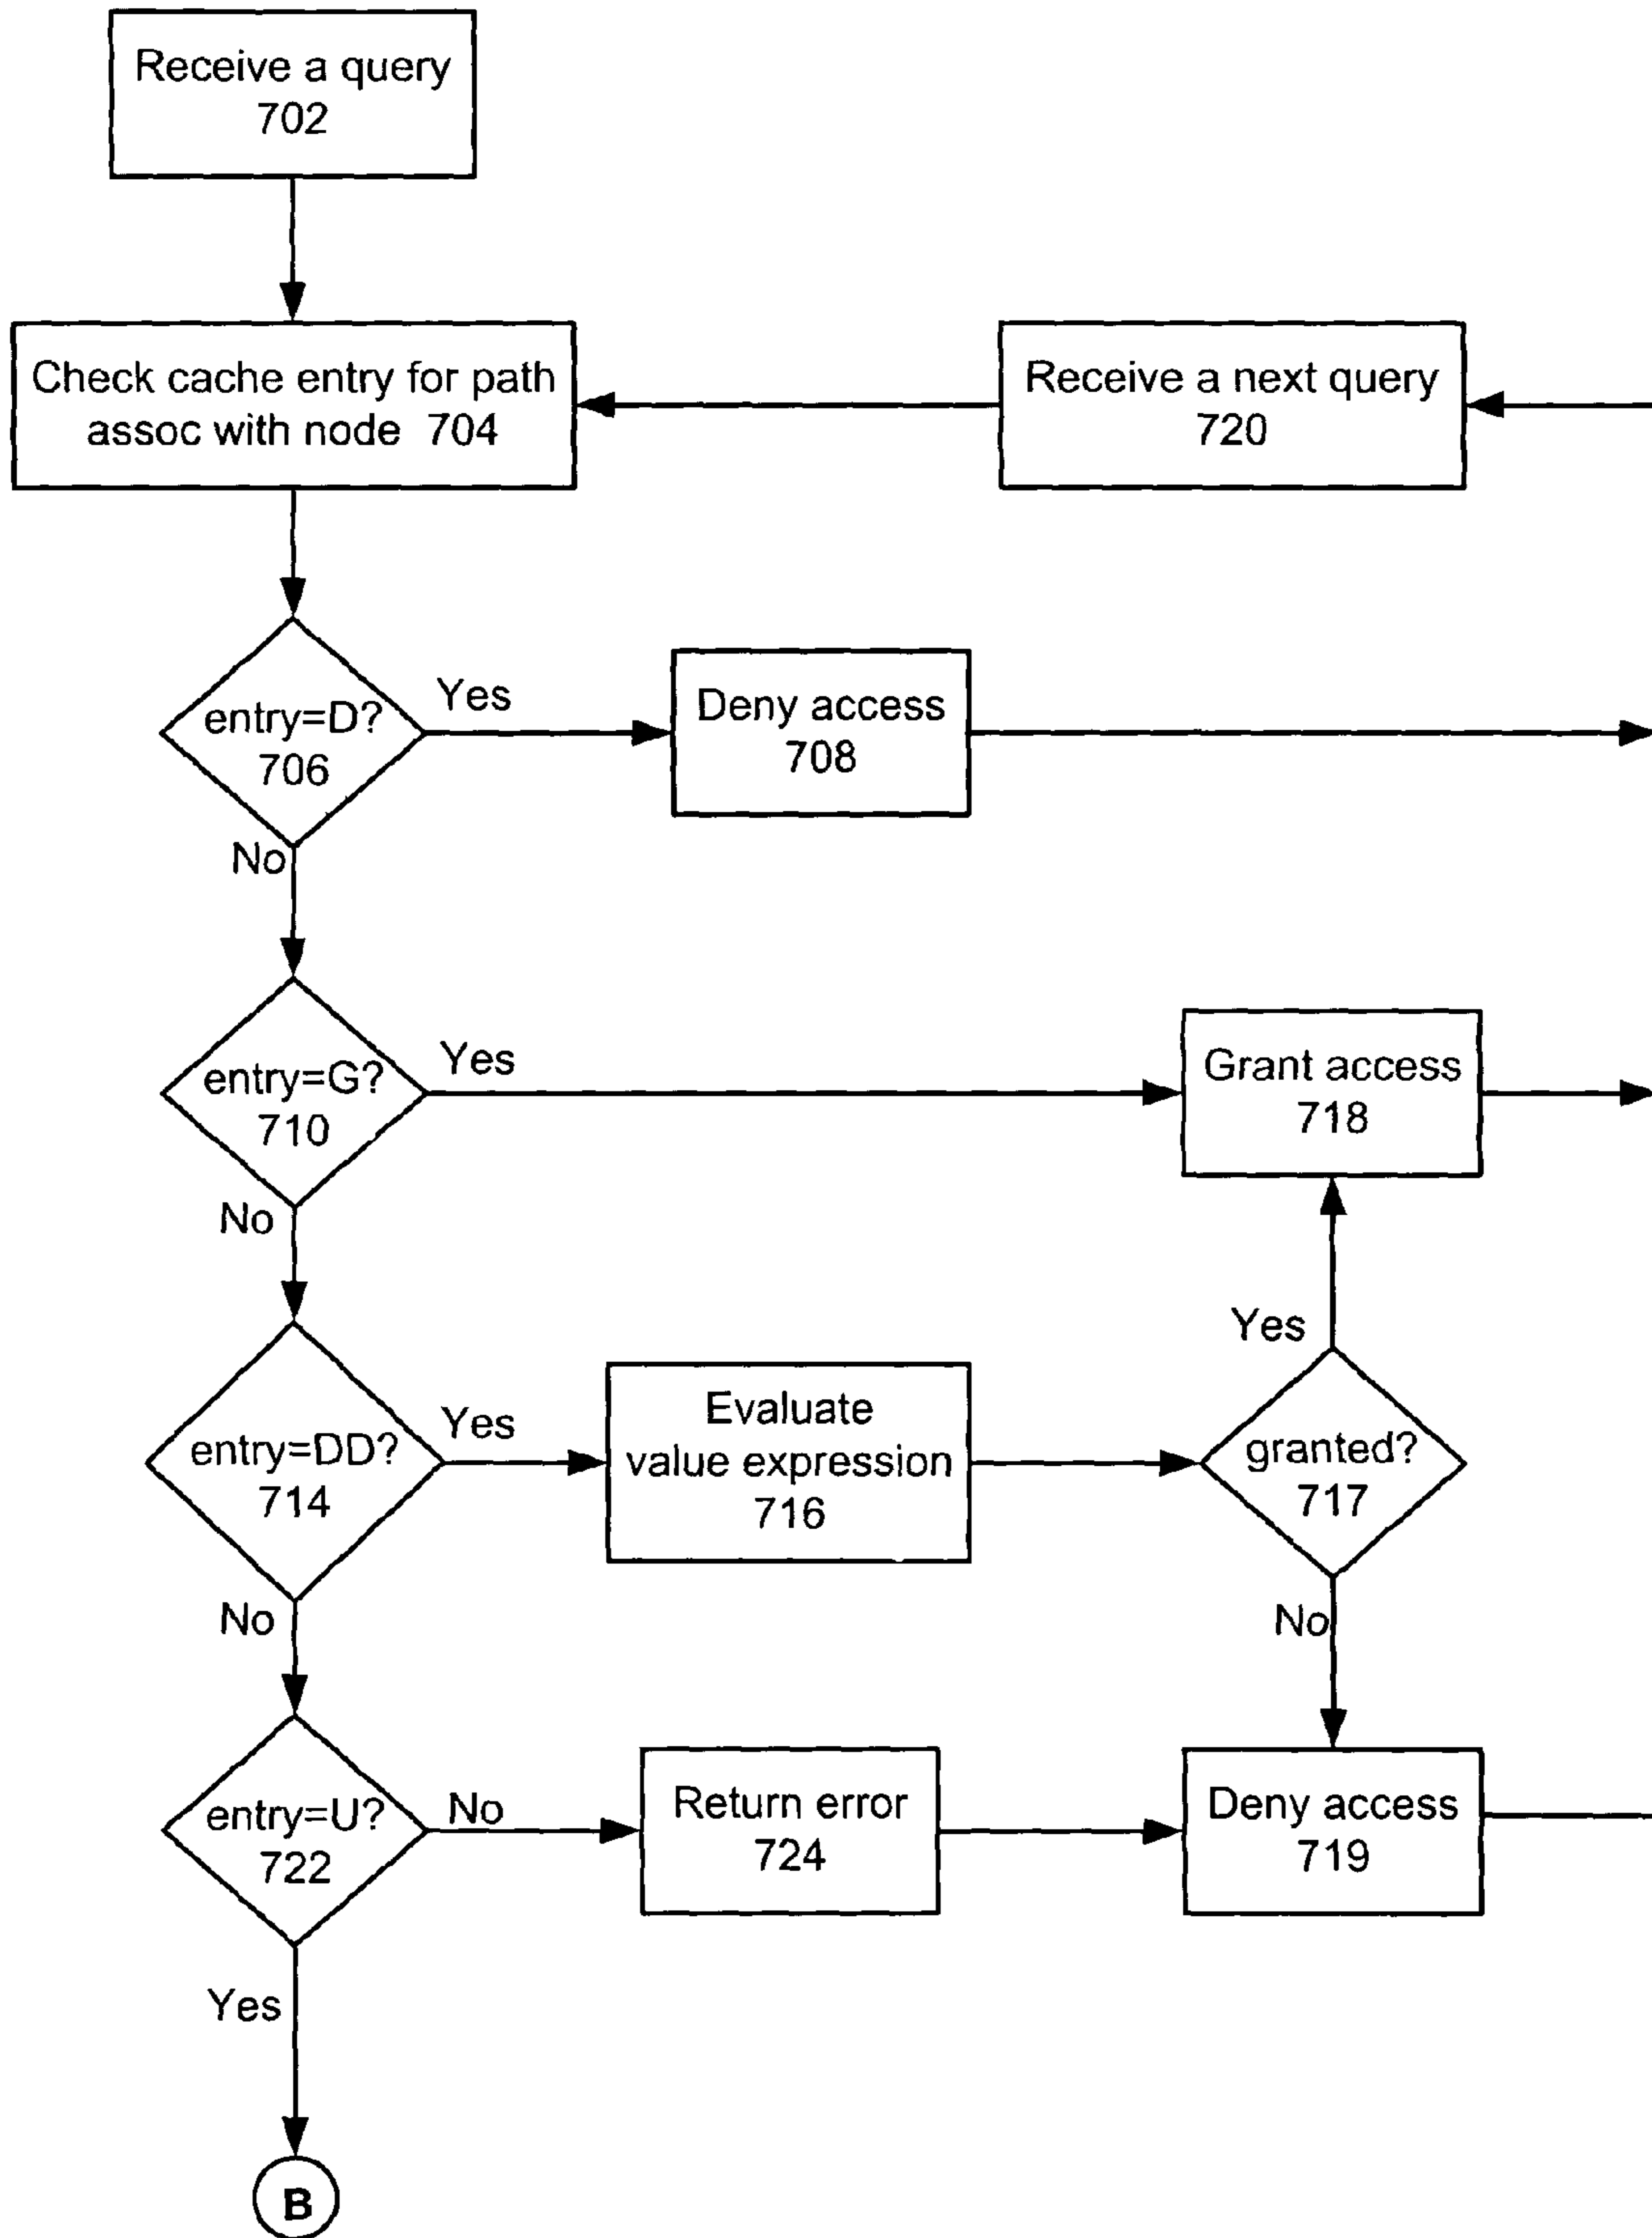 Receive a query
702
Check cache entry for path
assoc with node 704
Receive a next query
720
entry=D?
706
Yes
No
Deny access
708
entry=G?
710
Yes
No
Grant access
718
entry=DD?
714
Yes
No
Evaluate
value expression
716
granted?
717
Yes
No
entry=U?
722
No
Yes
Return error
724
Deny access
719
B